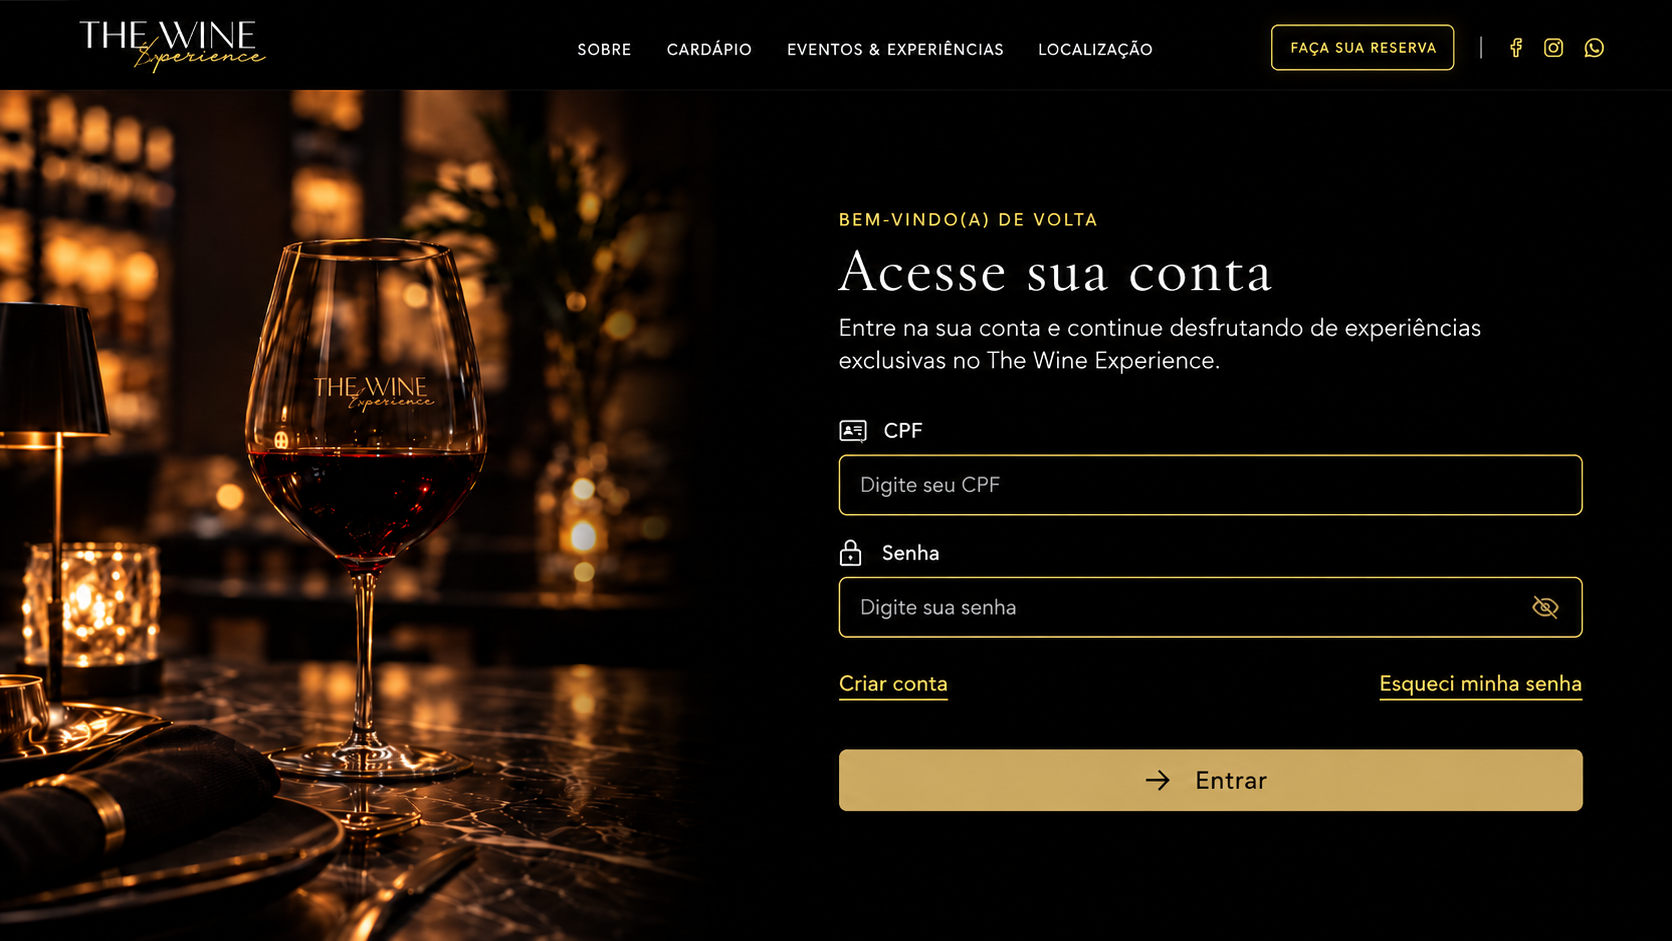 THE WINE
Experience
SOBRE
CARDÁPIO
EVENTOS & EXPERIÊNCIAS
LOCALIZAÇÃO
FAÇA SUA RESERVA
THE WINE
Experience
BEM-VINDO(A) DE VOLTA
Acesse sua conta
Entre na sua conta e continue desfrutando de experiências
exclusivas no The Wine Experience.
CPF
Digite seu CPF
Senha
Digite sua senha
Criar conta
Esqueci minha senha
Entrar